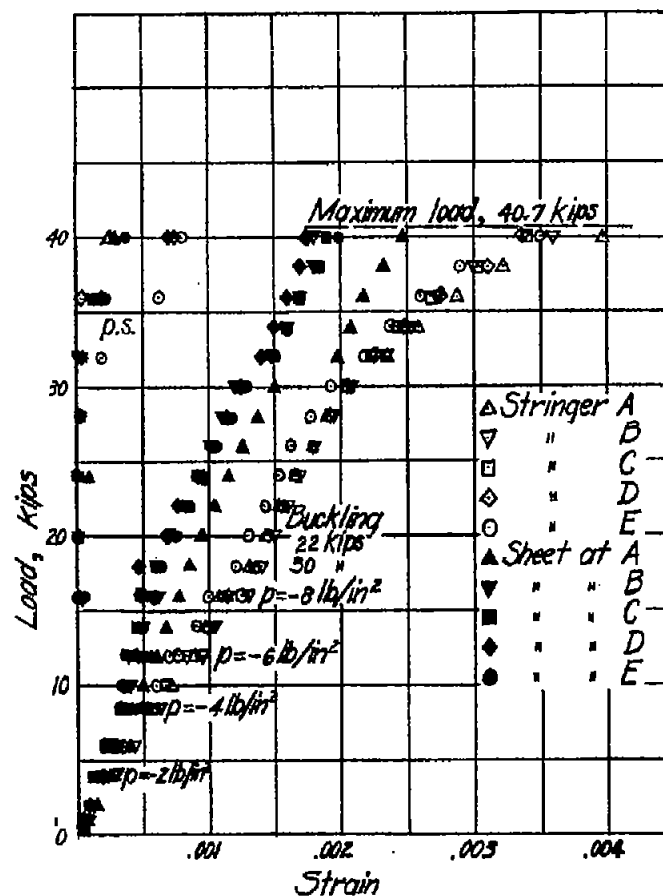 Maximum load, 40.7 kips
40
p.s.
30
Load, kips
20
10
0
Buckling
22 kips
30 "
p=-8 lb/in²
p=-6 lb/in²
p=-4 lb/in²
p=-2 lb/in²
△ Stringer A
▽ " B
□ " C
◇ " D
○ " E
▲ Sheet at A
▼ " " B
■ " " C
◆ " " D
● " " E
.001 .002 .003 .004
Strain